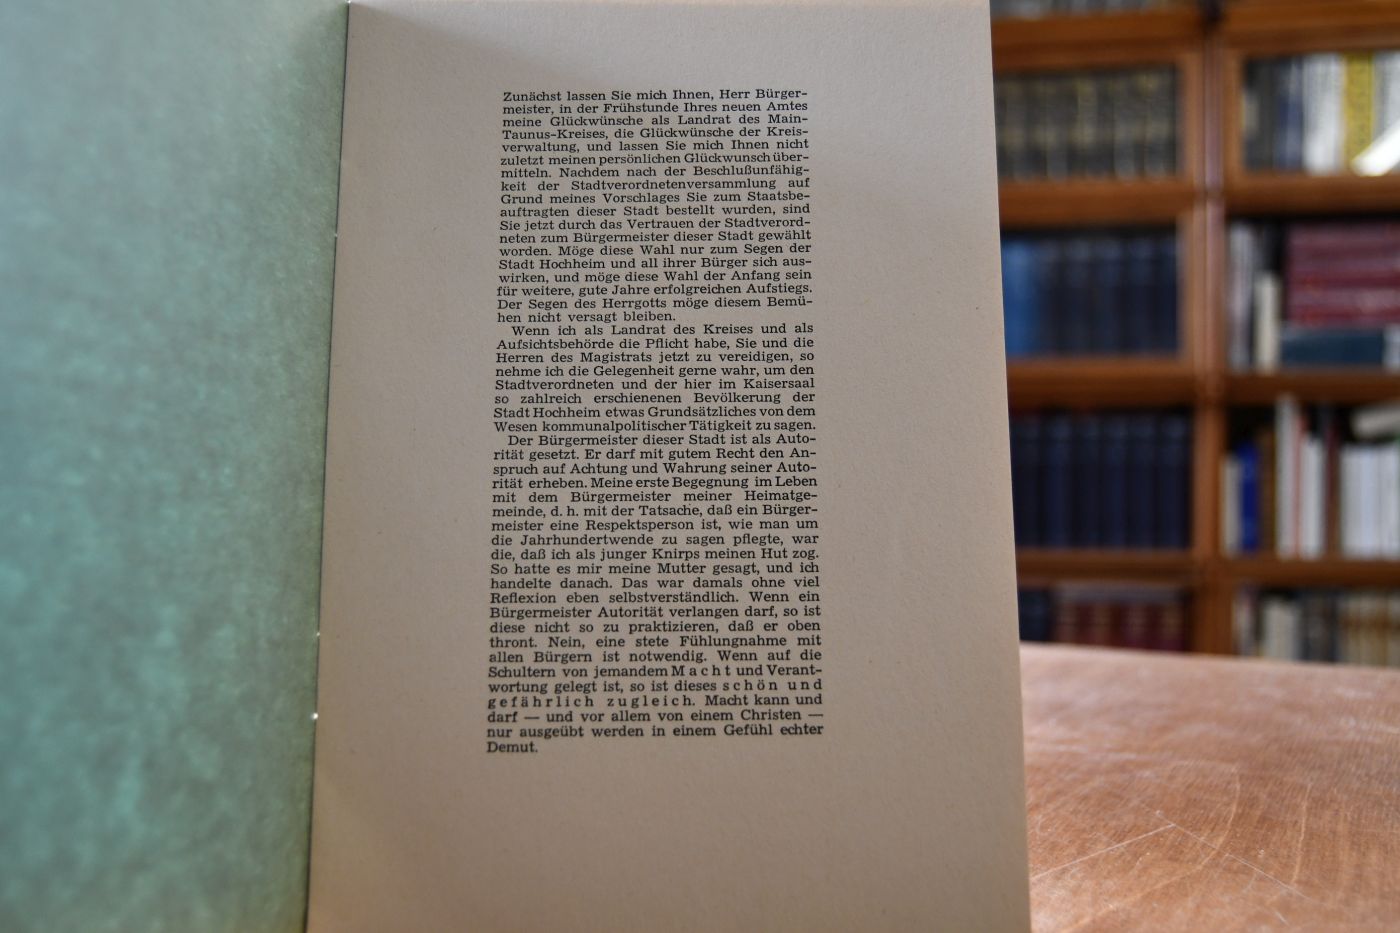 Zunächst lassen Sie mich Ihnen, Herr Bürger-
meister, in der Frühstunde Ihres neuen Amtes
meine Glückwünsche als Landrat des Main-
Taunus-Kreises, die Glückwünsche der Kreis-
verwaltung, und lassen Sie mich Ihnen nicht
zuletzt meinen persönlichen Glückwunsch über-
mitteln. Nachdem nach der Beschlußunfähig-
keit der Stadtverordnetenversammlung auf
Grund meines Vorschlages Sie zum Staatsbe-
auftragten dieser Stadt bestellt wurden, sind
Sie jetzt durch das Vertrauen der Stadtverord-
neten zum Bürgermeister dieser Stadt gewählt
worden. Möge diese Wahl nur zum Segen der
Stadt Hochheim und all ihrer Bürger sich aus-
wirken, und möge diese Wahl der Anfang sein
für weitere, gute Jahre erfolgreichen Aufstiegs.
Der Segen des Herrgotts möge diesem Bemü-
hen nicht versagt bleiben.
Wenn ich als Landrat des Kreises und als
Aufsichtsbehörde die Pflicht habe, Sie und die
Herren des Magistrats jetzt zu vereidigen, so
nehme ich die Gelegenheit gerne wahr, um den
Stadtverordneten und der hier im Kaisersaal
so zahlreich erschienenen Bevölkerung der
Stadt Hochheim etwas Grundsätzliches von dem
Wesen kommunalpolitischer Tätigkeit zu sagen.
Der Bürgermeister dieser Stadt ist als Auto-
rität gesetzt. Er darf mit gutem Recht den An-
spruch auf Achtung und Wahrung seiner Auto-
rität erheben. Meine erste Begegnung im Leben
mit dem Bürgermeister meiner Heimatge-
meinde, d. h. mit der Tatsache, daß ein Bürger-
meister eine Respektsperson ist, wie man um
die Jahrhundertwende zu sagen pflegte, war
die, daß ich als junger Knirps meinen Hut zog.
So hatte es mir meine Mutter gesagt, und ich
handelte danach. Das war damals ohne viel
Reflexion eben selbstverständlich. Wenn ein
Bürgermeister Autorität verlangen darf, so ist
diese nicht so zu praktizieren, daß er oben
thront. Nein, eine stete Fühlungnahme mit
allen Bürgern ist notwendig. Wenn auf die
Schultern von jemandem Macht und Verant-
wortung gelegt ist, so ist dieses schön und
gefährlich zugleich. Macht kann und
darf — und vor allem von einem Christen —
nur ausgeübt werden in einem Gefühl echter
Demut.